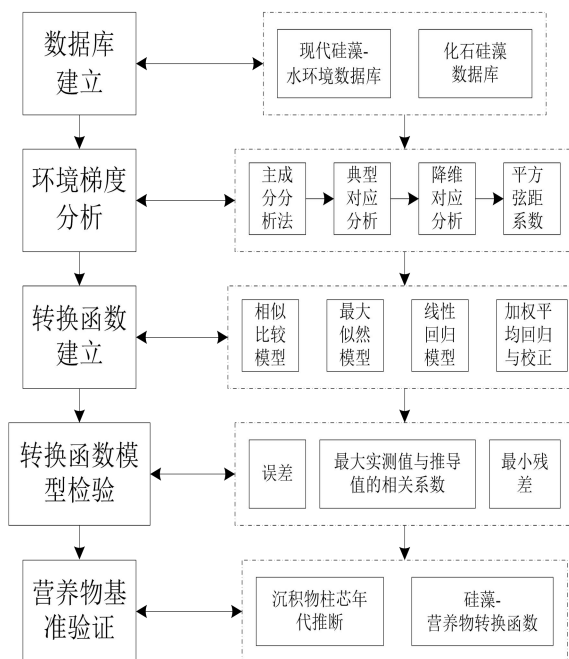 数据库
建立
现代硅藻-
水环境数据库
化石硅藻
数据库
环境梯度
分析
主成
分分
析法
典型
对应
分析
降维
对应
分析
平方
弦距
系数
转换函数
建立
相似
比较
模型
最大
似然
模型
线性
回归
模型
加权平
均回归
与校正
转换函数模
型检验
误差
最大实测值与推导
值的相关系数
最小残
差
营养物基
准验证
沉积物柱芯年
代推断
硅藻-
营养物转换函数